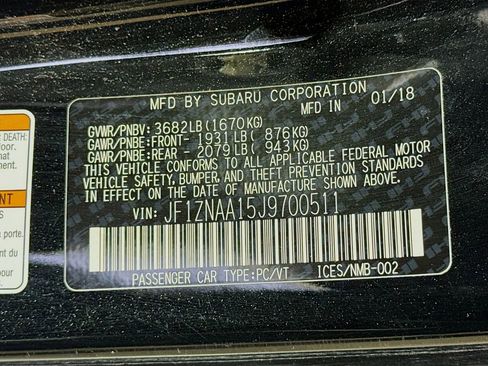 MFD BY SUBARU CORPORATION 01/18
GVWR/PNBV: 3682LB(1670KG)
GAWR/PNBE:FRONT- 1931LB( 876KG)
GAWR/PNBE:REAR - 2079LB( 943KG)
THIS VEHICLE CONFORMS TO ALL APPLICABLE FEDERAL MOTOR
VEHICLE SAFETY, BUMPER, AND THEFT PREVENTION STANDARDS
IN EFFECT ON THE DATE OF MANUFACTURE SHOWN ABOVE.
VIN: JF1ZNAA15J9700511
PASSENGER CAR TYPE:PC/VT ICES/NMB-002
DEATH:
door.